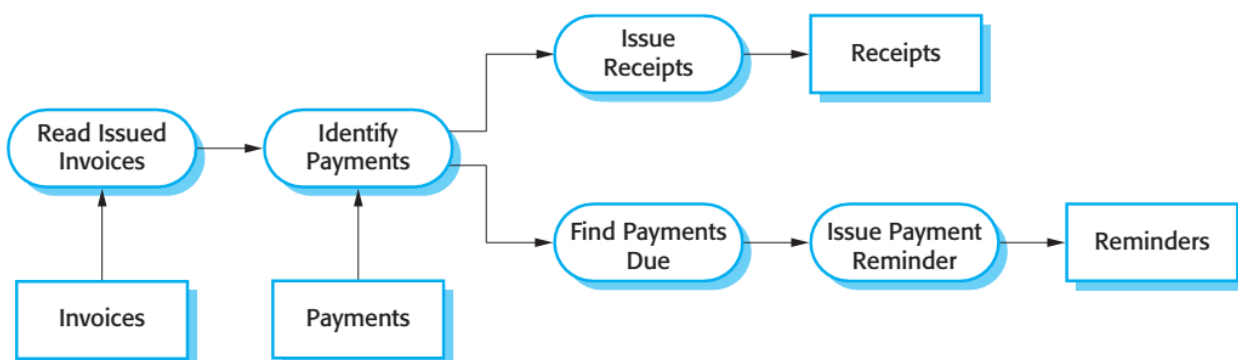 Issue
Receipts
Receipts
Read Issued
Invoices
Identify
Payments
Find Payments
Due
Issue Payment
Reminder
Reminders
Invoices
Payments